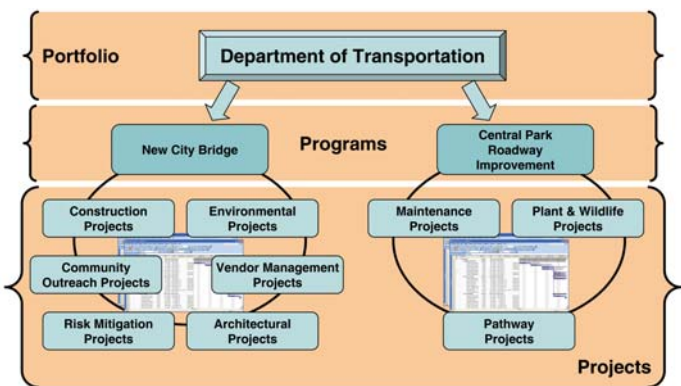 Portfolio
Department of Transportation
Programs
New City Bridge
Central Park
Roadway
Improvement
Construction
Projects
Environmental
Projects
Community
Outreach Projects
Vendor Management
Projects
Risk Mitigation
Projects
Architectural
Projects
Maintenance
Projects
Plant & Wildlife
Projects
Pathway
Projects
Projects